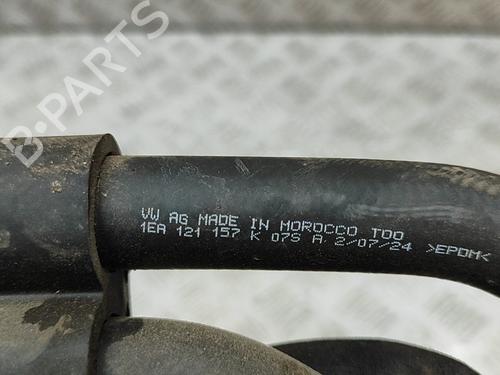 B-PARTS
VW AG MADE IN MOROCCO TOO
1EA 121 157 K 07S A 2/07/24 >EPDM<